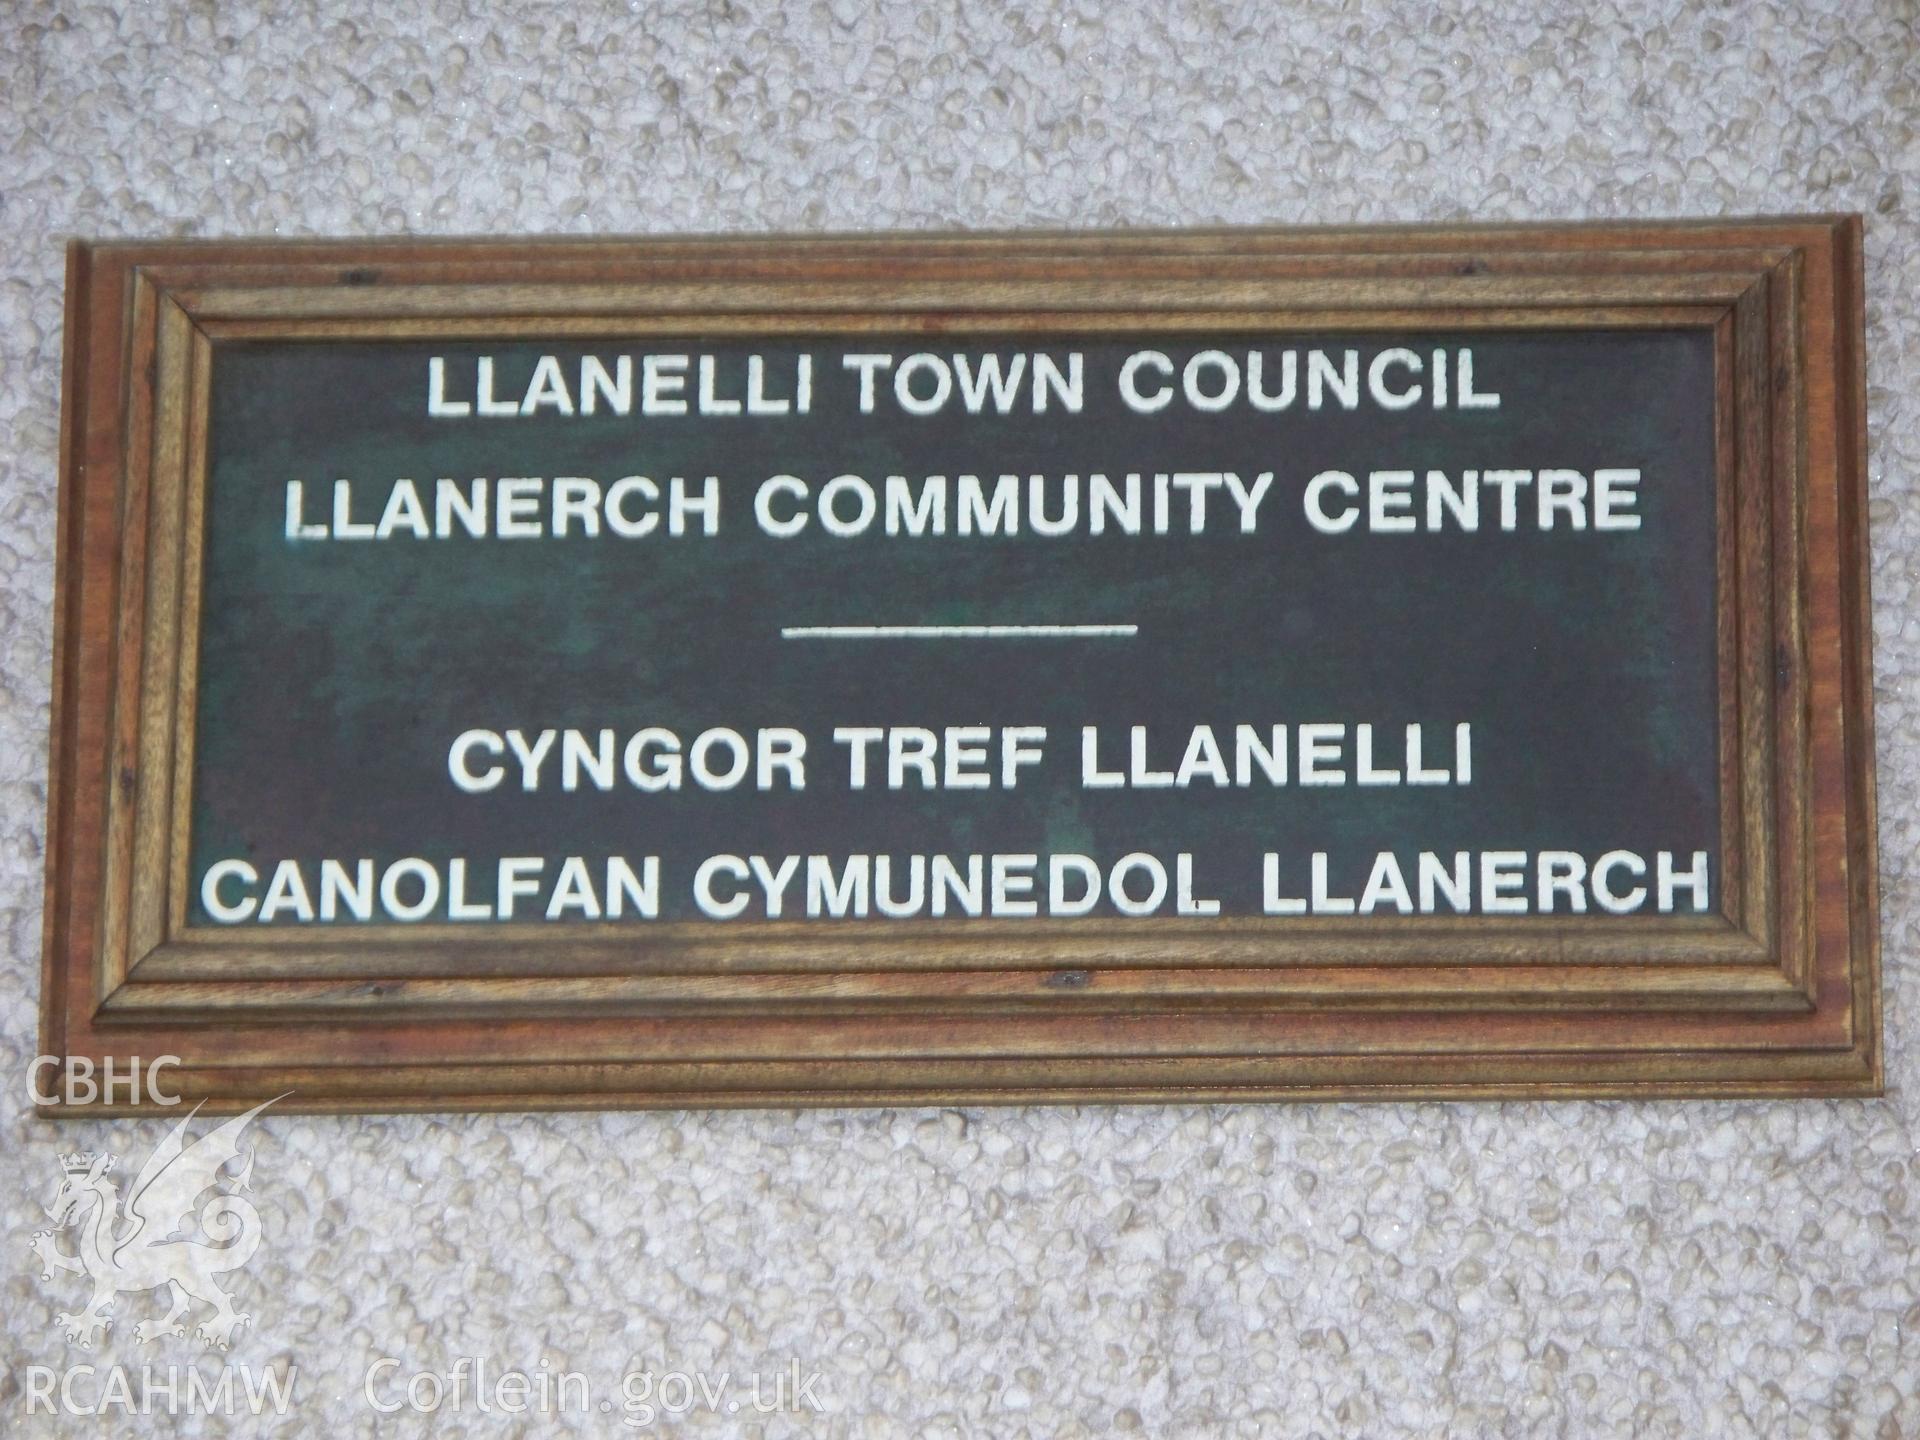 LLANELLI TOWN COUNCIL
LLANERCH COMMUNITY CENTRE
CYNGOR TREF LLANELLI
CANOLFAN CYMUNEDOL LLANERCH
CBHC
RCAHMW Coflein.gov.uk